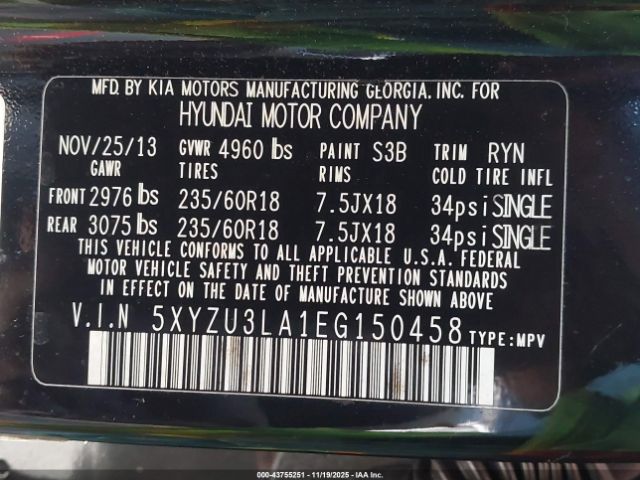 MFD. BY KIA MOTORS MANUFACTURING GEORGIA. INC. FOR
HYUNDAI MOTOR COMPANY
NOV/25/13 GVWR 4960 lbs PAINT S3B TRIM RYN
GAWR TIRES RIMS COLD TIRE INFL
FRONT 2976 lbs 235/60R18 7.5JX18 34psi SINGLE
REAR 3075 lbs 235/60R18 7.5JX18 34psi SINGLE
THIS VEHICLE CONFORMS TO ALL APPLICABLE U.S.A. FEDERAL
MOTOR VEHICLE SAFETY AND THEFT PREVENTION STANDARDS
IN EFFECT ON THE DATE OF MANUFACTURE SHOWN ABOVE.
V.I.N 5XYZU3LA1EG150458 TYPE:MPV
© 2000 - 43755251 - 11/19/2025 - IAA Inc.